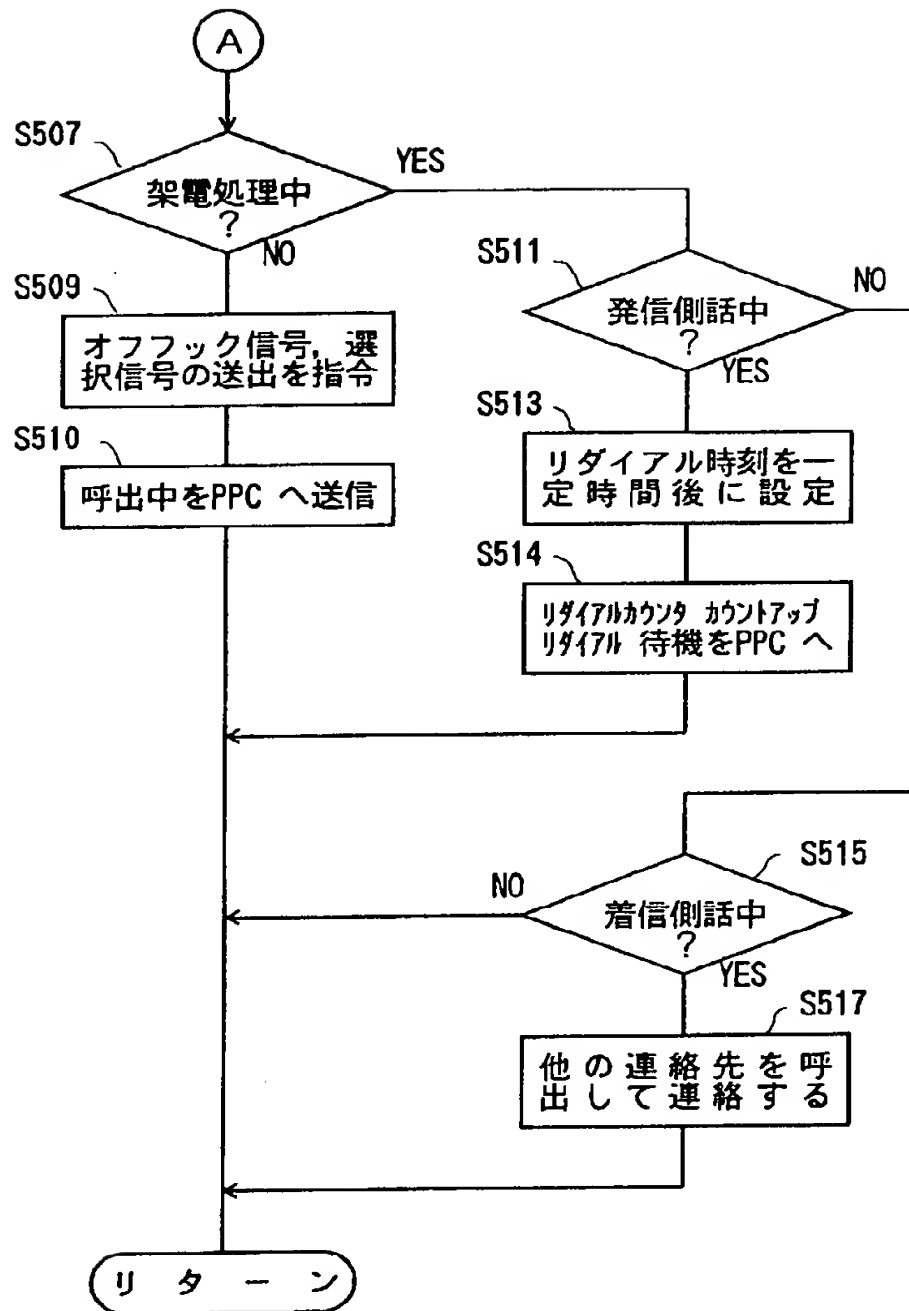 A
S507
架電処理中
?
YES
NO
S509
オフフック信号，選
択信号の送出を指令
S510
呼出中をPPC へ送信
S511
発信側話中
?
NO
YES
S513
リダイアル時刻を一
定時間後に設定
S514
ﾘﾀﾞｲｱﾙｶｳﾝﾀ ｶｳﾝﾄｱｯﾌﾟ
ﾘﾀﾞｲｱﾙ 待機をPPC へ
S515
着信側話中
?
NO
YES
S517
他の連絡先を呼
出して連絡する
リターン